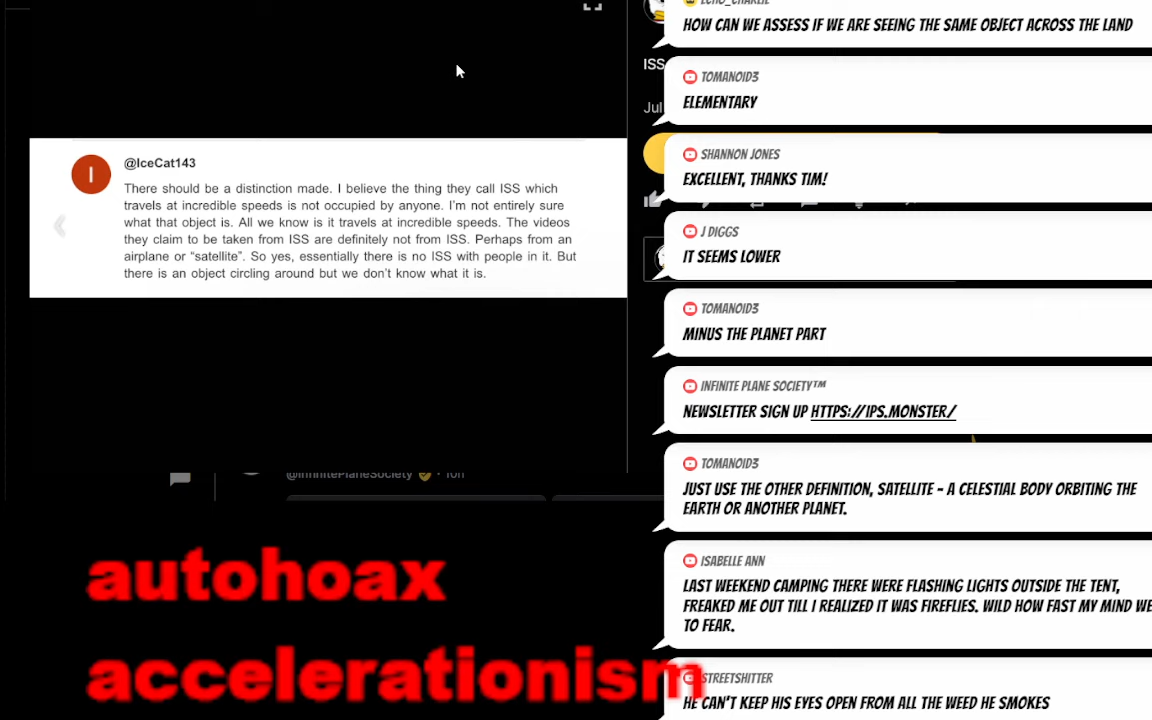 @IceCat143
There should be a distinction made. I believe the thing they call ISS which
travels at incredible speeds is not occupied by anyone. I'm not entirely sure
what that object is. All we know is it travels at incredible speeds. The videos
they claim to be taken from ISS are definitely not from ISS. Perhaps from an
airplane or “satellite”. So yes, essentially there is no ISS with people in it. But
there is an object circling around but we don't know what it is.
I
@InfinitePlaneSociety • 10h
autohoax
accelerationism
ISS
Jul
ECHO_CHARLIE
HOW CAN WE ASSESS IF WE ARE SEEING THE SAME OBJECT ACROSS THE LAND
TOMANOID3
ELEMENTARY
SHANNON JONES
EXCELLENT, THANKS TIM!
J DIGGS
IT SEEMS LOWER
TOMANOID3
MINUS THE PLANET PART
INFINITE PLANE SOCIETY™
NEWSLETTER SIGN UP HTTPS://IPS.MONSTER/
TOMANOID3
JUST USE THE OTHER DEFINITION, SATELLITE - A CELESTIAL BODY ORBITING THE
EARTH OR ANOTHER PLANET.
ISABELLE ANN
LAST WEEKEND CAMPING THERE WERE FLASHING LIGHTS OUTSIDE THE TENT,
FREAKED ME OUT TILL I REALIZED IT WAS FIREFLIES. WILD HOW FAST MY MIND WE
TO FEAR.
STREETSHITTER
HE CAN'T KEEP HIS EYES OPEN FROM ALL THE WEED HE SMOKES